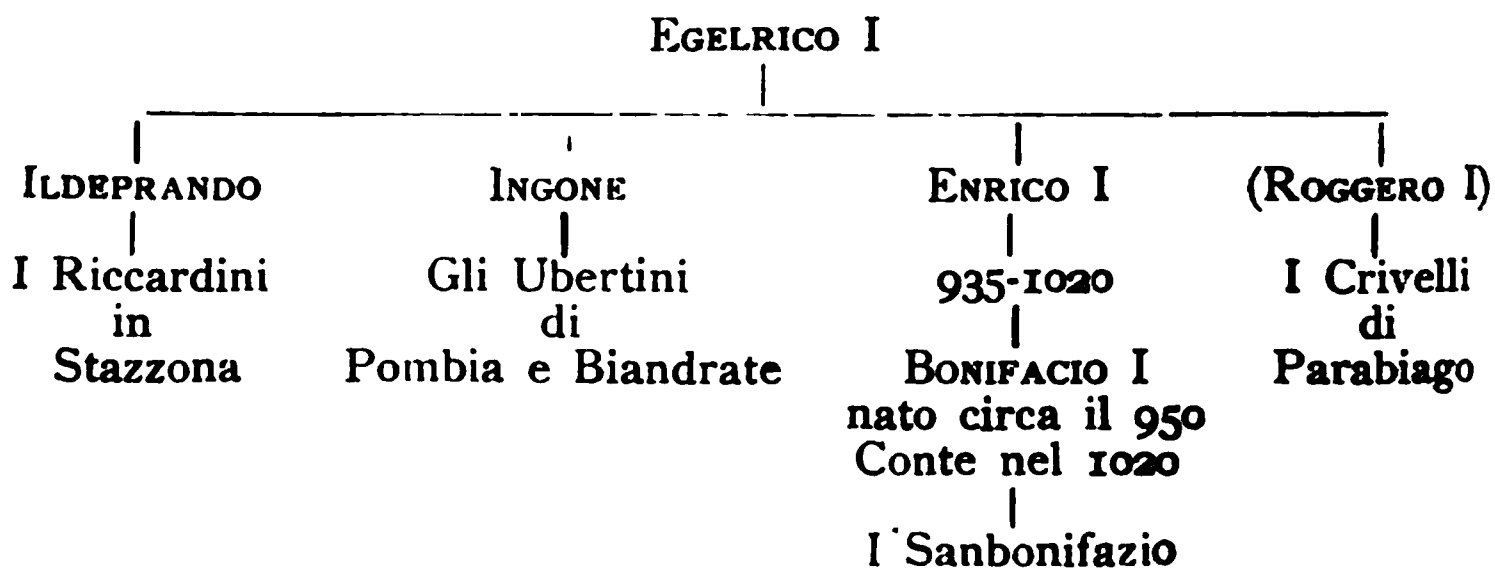 EGELRICO I
ILDEPRANDO INGONE ENRICO I (ROGGERO I)
I Riccardini Gli Ubertini 935-1020 I Crivelli
in di di
Stazzona Pombia e Biandrate BONIFACIO I Parabiago
nato circa il 950
Conte nel 1020
I Sanbonifazio